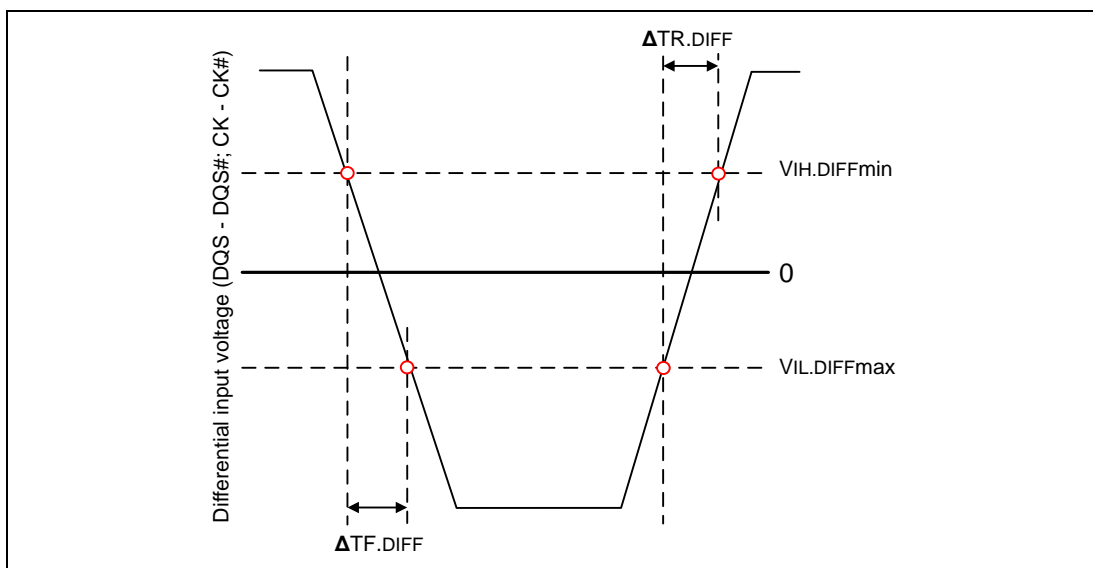 ΔTR.DIFF
Differential input voltage (DQS - DQS#; CK - CK#)
VIH.DIFFmin
0
VIL.DIFFmax
ΔTF.DIFF